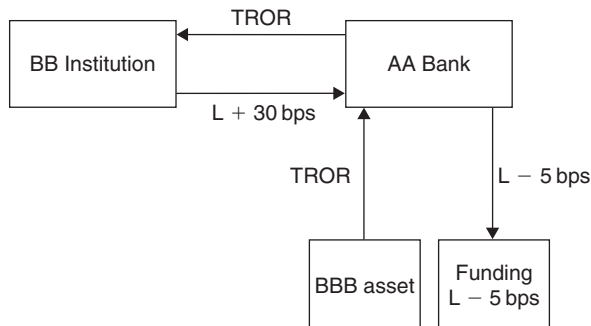 TROR
BB Institution
AA Bank
L + 30 bps
TROR
L − 5 bps
BBB asset
Funding
L − 5 bps